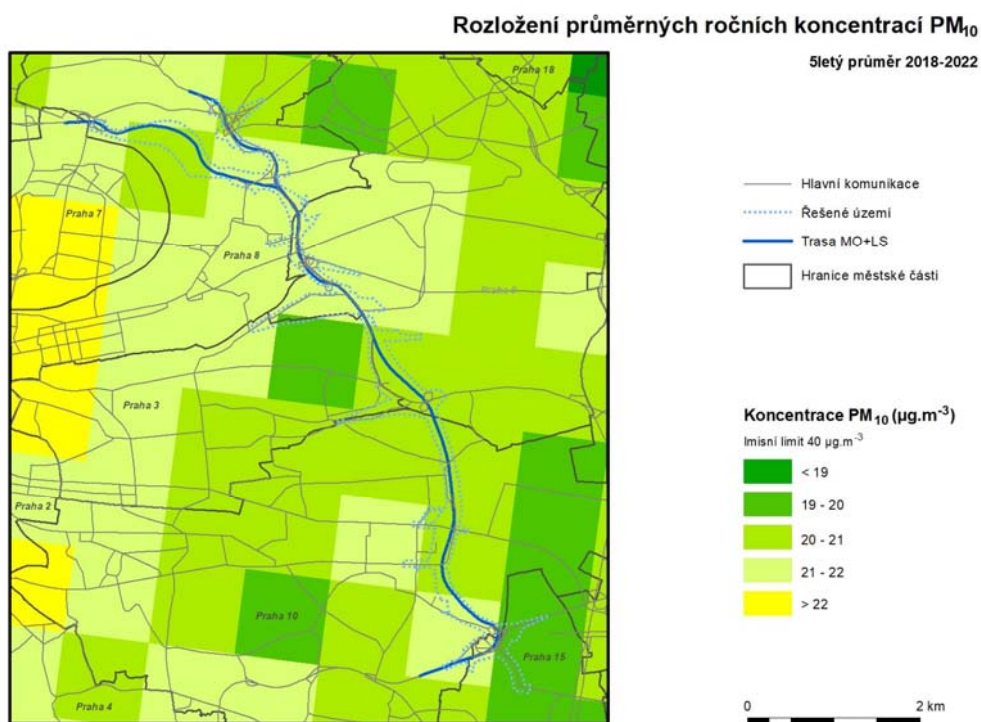 Rozložení průměrných ročních koncentrací PM₁₀
5letý průměr 2018-2022
Praha 18
Praha 7
Praha 8
Praha 9
Praha 3
Praha 2
Praha 10
Praha 15
Praha 4
Hlavní komunikace
Řešené území
Trasa MO+LS
Hranice městské části
Koncentrace PM₁₀ (µg.m⁻³)
Imisní limit 40 µg.m⁻³
< 19
19 - 20
20 - 21
21 - 22
> 22
0 2 km